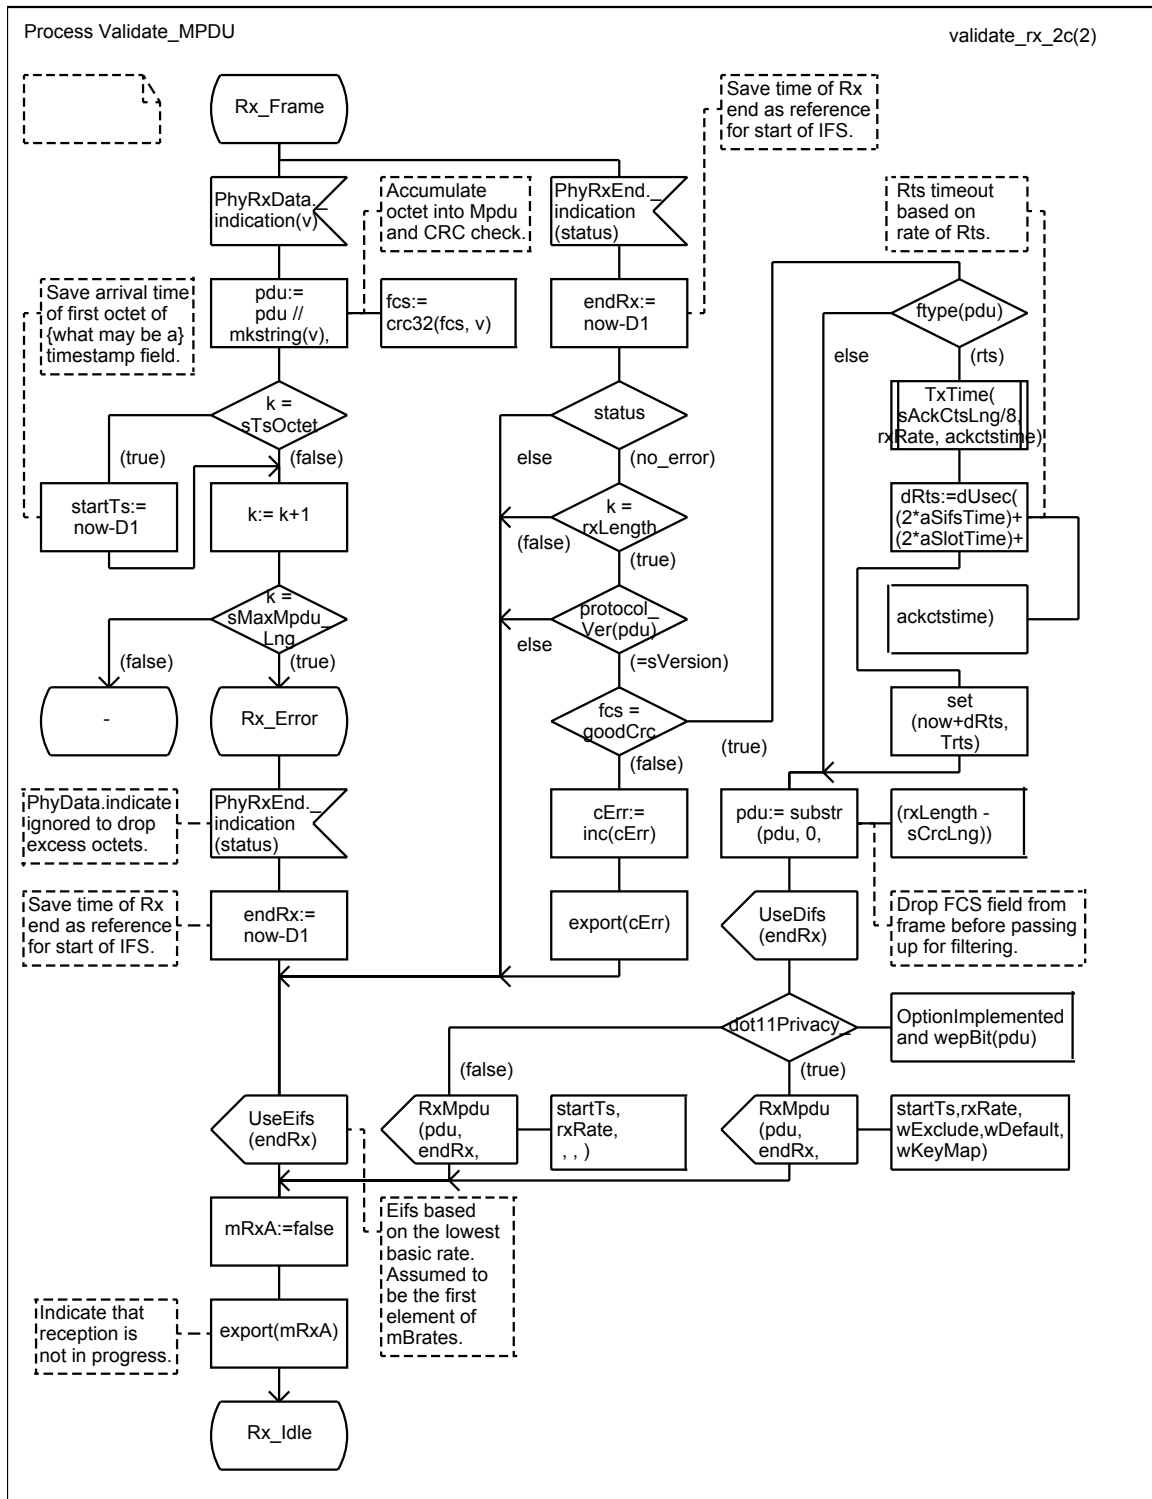 Process Validate_MPDU
validate_rx_2c(2)
Rx_Frame
Save time of Rx
end as reference
for start of IFS.
PhyRxData._
indication(v)
Accumulate
octet into Mpdu
and CRC check.
PhyRxEnd._
indication
(status)
Rts timeout
based on
rate of Rts.
Save arrival time
of first octet of
{what may be a}
timestamp field.
pdu:=
pdu //
mkstring(v),
fcs:=
crc32(fcs, v)
endRx:=
now-D1
ftype(pdu)
else
(rts)
k =
sTsOctet
(true)
(false)
status
else
(no_error)
TxTime(
sAckCtsLng/8,
rxRate, ackctstime)
startTs:=
now-D1
k:= k+1
k =
rxLength
(false)
(true)
dRts:=dUsec(
(2*aSifsTime)+
(2*aSlotTime)+
ackctstime)
k =
sMaxMpdu_
Lng
(false)
(true)
protocol_
Ver(pdu)
else
(=sVersion)
-
Rx_Error
fcs =
goodCrc
(true)
(false)
set
(now+dRts,
Trts)
PhyData.indicate
ignored to drop
excess octets.
PhyRxEnd._
indication
(status)
cErr:=
inc(cErr)
pdu:= substr
(pdu, 0,
(rxLength -
sCrcLng))
Save time of Rx
end as reference
for start of IFS.
endRx:=
now-D1
export(cErr)
UseDifs
(endRx)
Drop FCS field from
frame before passing
up for filtering.
dot11Privacy_
OptionImplemented
and wepBit(pdu)
(false)
(true)
UseEifs
(endRx)
RxMpdu
(pdu,
endRx,
startTs,
rxRate,
, , )
RxMpdu
(pdu,
endRx,
startTs,rxRate,
wExclude,wDefault,
wKeyMap)
mRxA:=false
Eifs based
on the lowest
basic rate.
Assumed to
be the first
element of
mBrates.
Indicate that
reception is
not in progress.
export(mRxA)
Rx_Idle